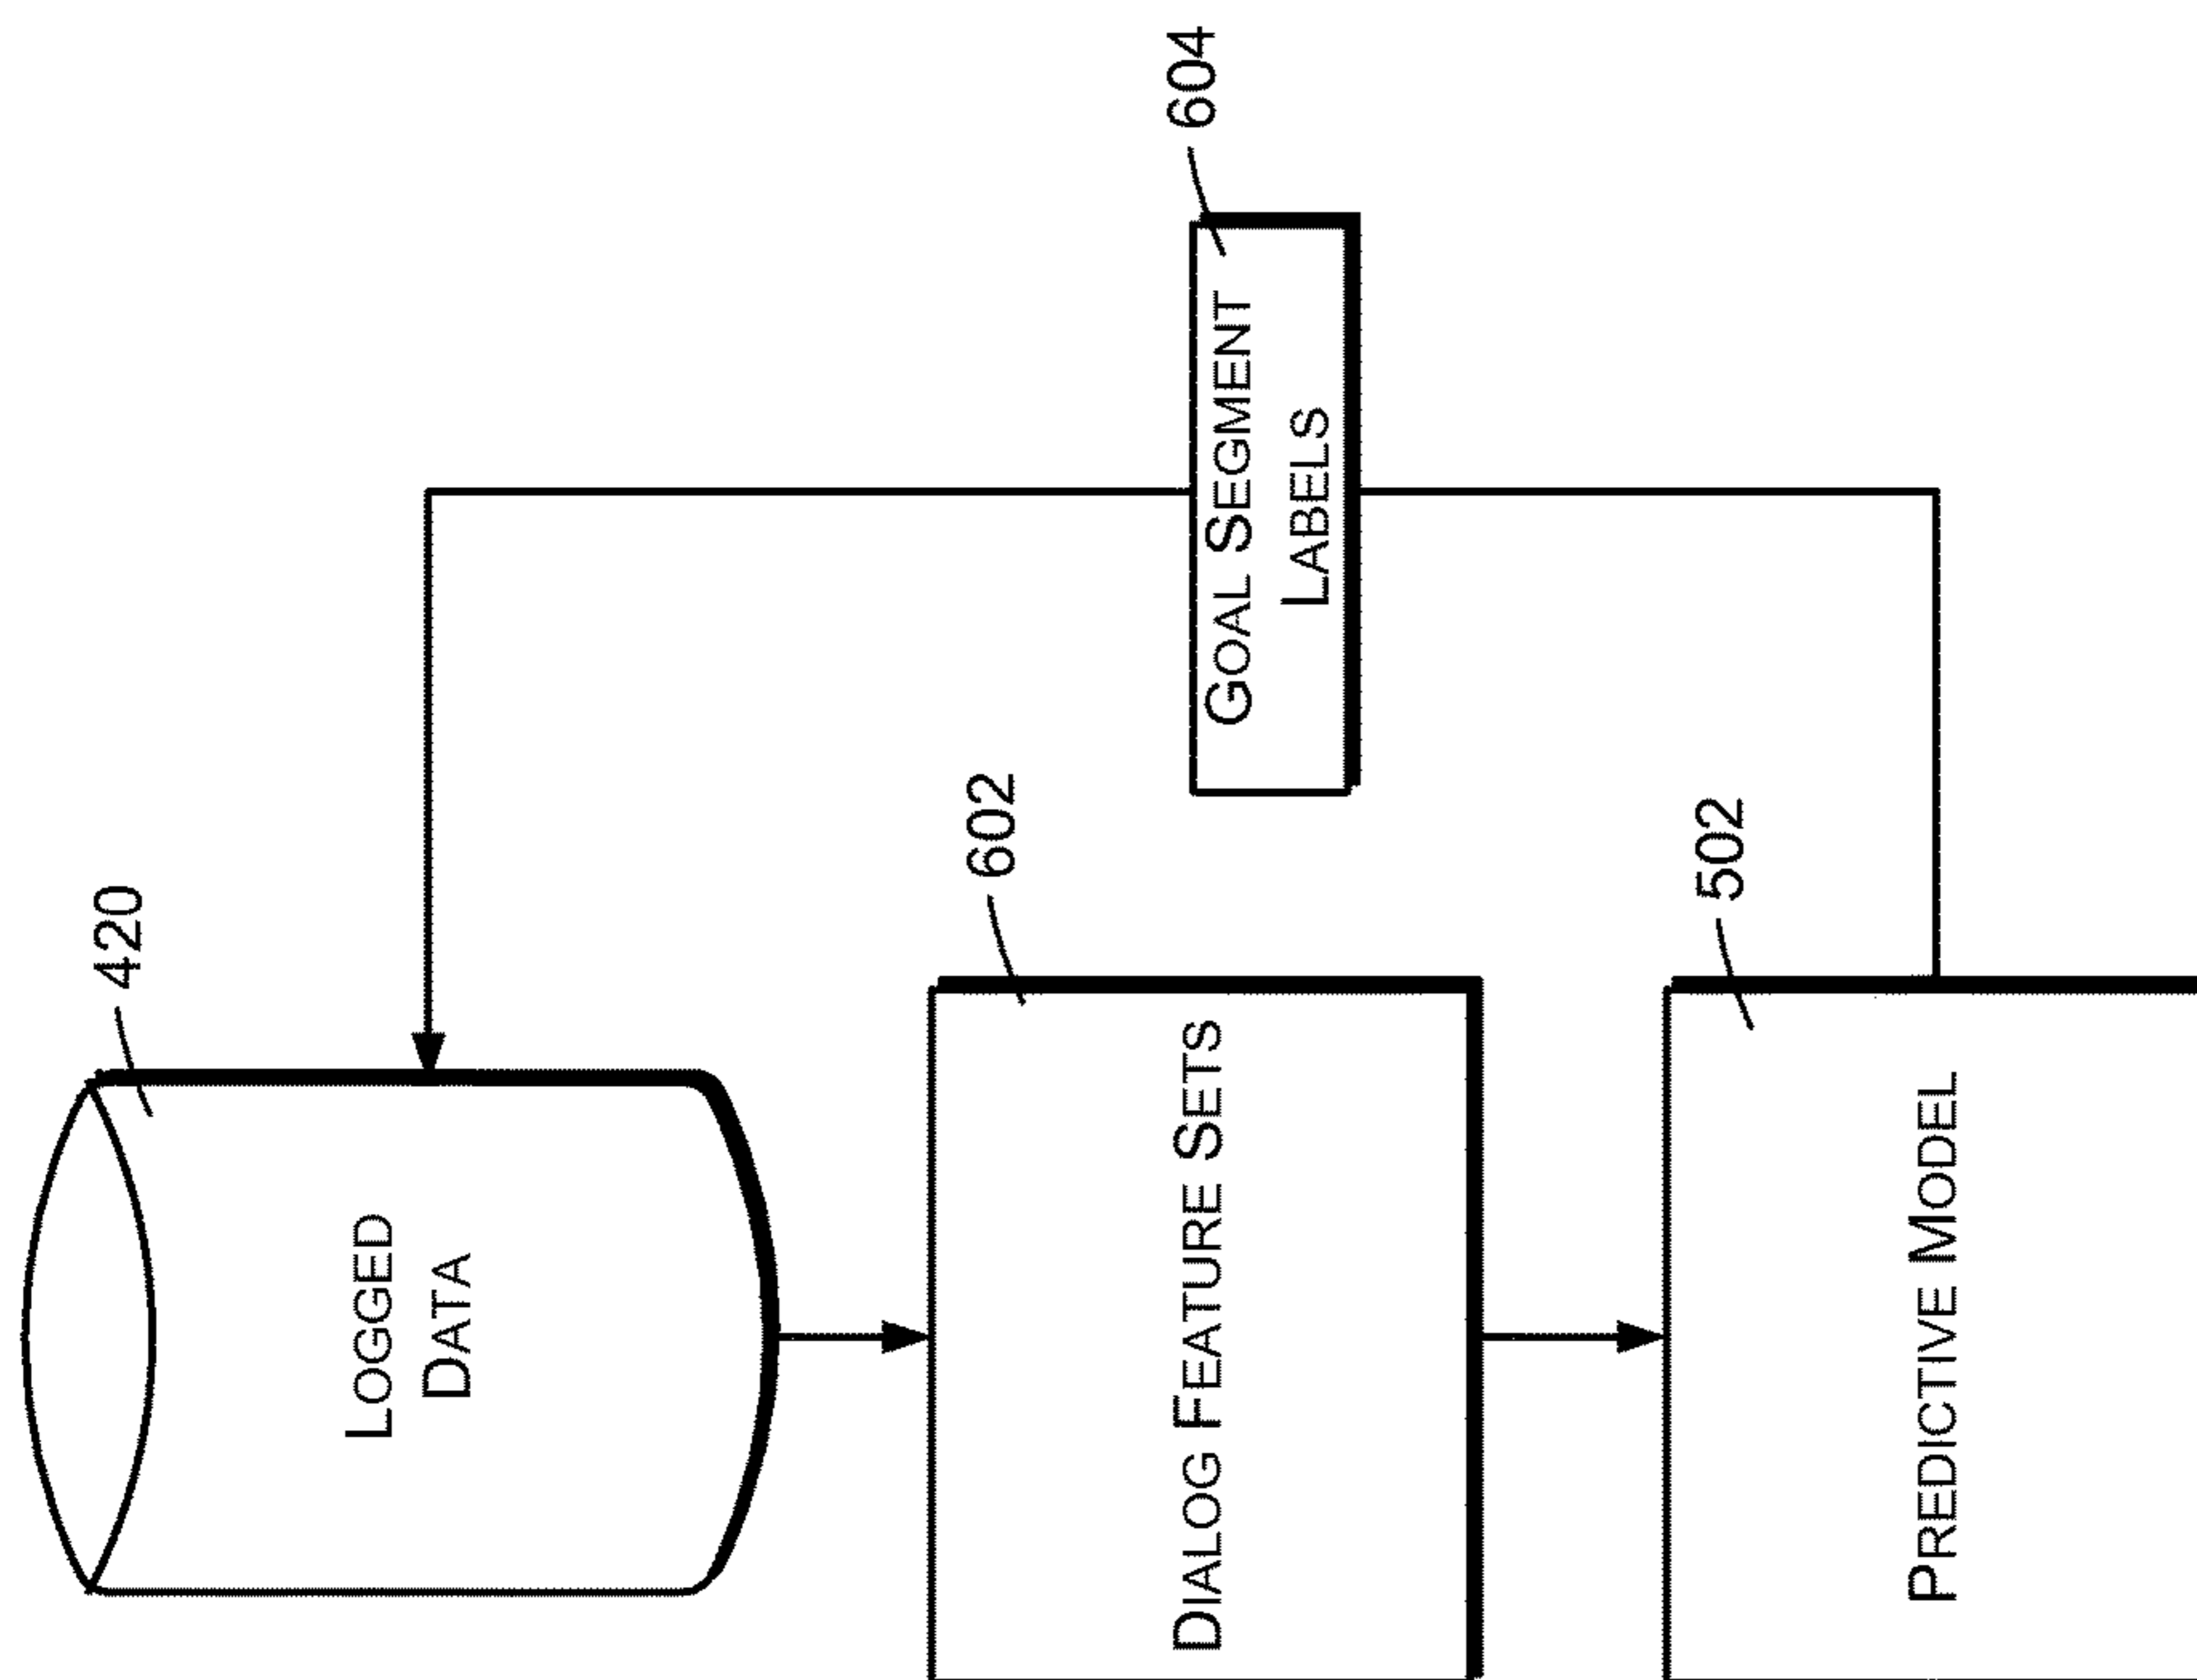 420
LOGGED
DATA
602
DIALOG FEATURE SETS
604
GOAL SEGMENT
LABELS
502
PREDICTIVE MODEL